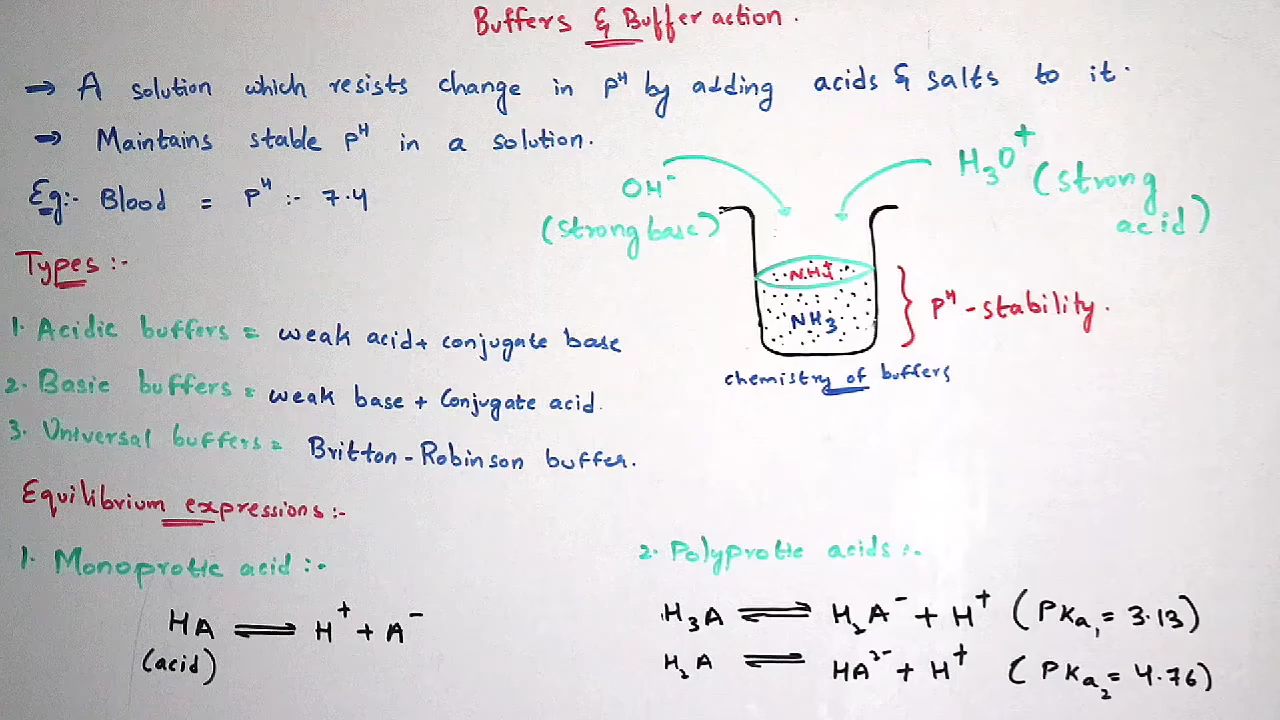 Buffers & Buffer action.
→ A solution which resists change in pH by adding acids & salts to it.
→ Maintains stable pH in a solution.
Eg:- Blood = pH :- 7.4
OH⁻
(strong base)
H₃O⁺ (strong acid)
NH₄⁺
NH₃
pH-stability.
chemistry of buffers
Types :-
1. Acidic buffers = weak acid + conjugate base
2. Basic buffers = weak base + Conjugate acid.
3. Universal buffers = Britton-Robinson buffer.
Equilibrium expressions :-
1. Monoprotic acid :-
HA ⇌ H⁺ + A⁻
(acid)
2. Polyprotic acids :-
H₃A ⇌ H₂A⁻ + H⁺ (PKa₁ = 3.13)
H₂A ⇌ HA²⁻ + H⁺ (PKa₂ = 4.76)